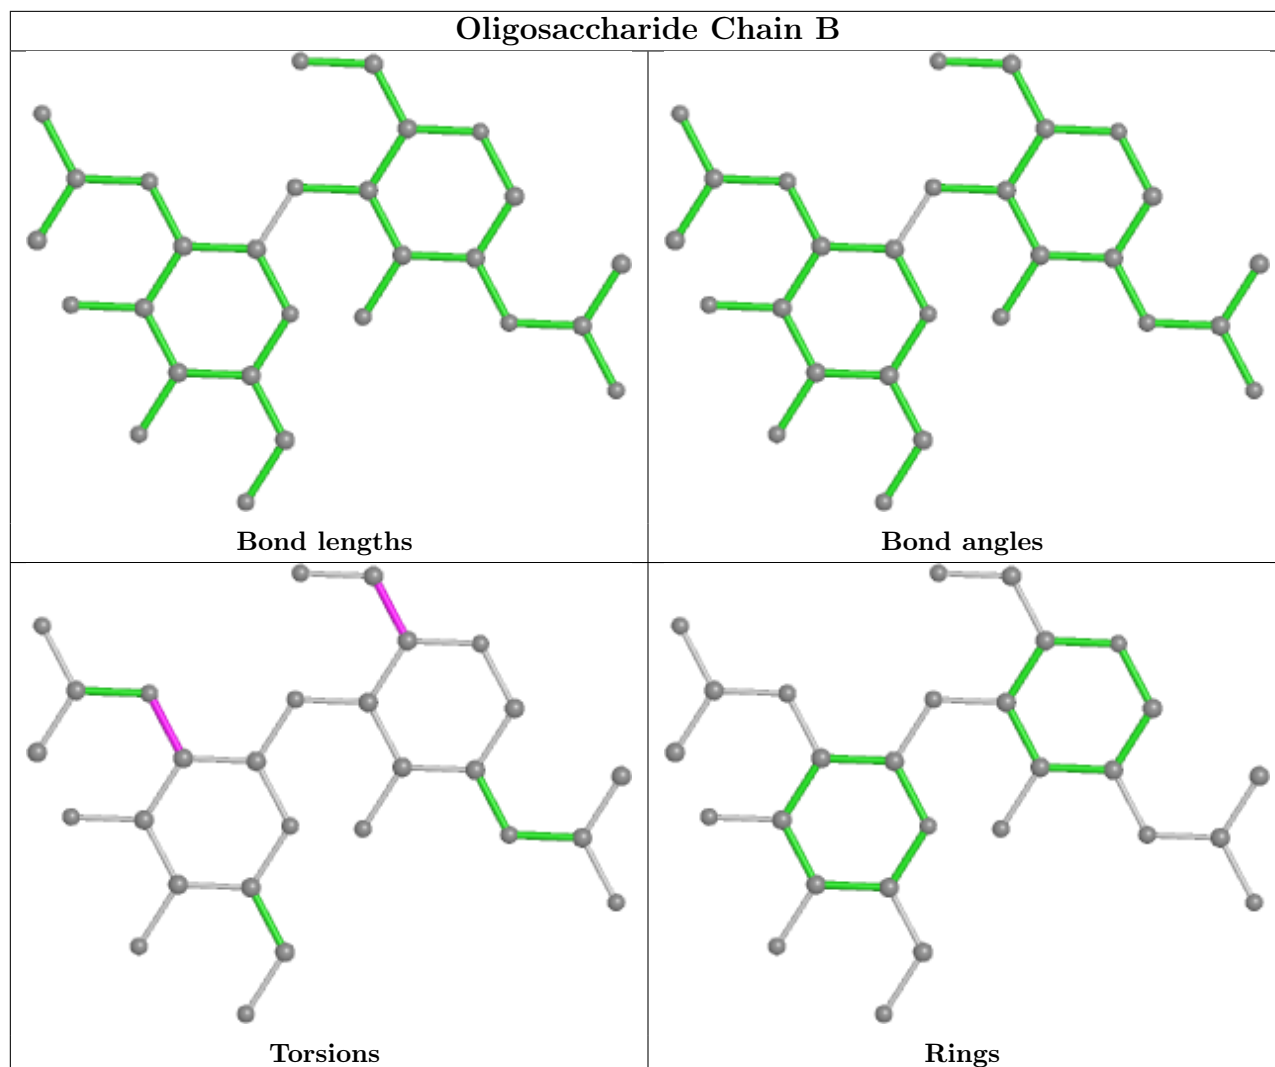 Oligosaccharide Chain B
Bond lengths
Bond angles
Torsions
Rings